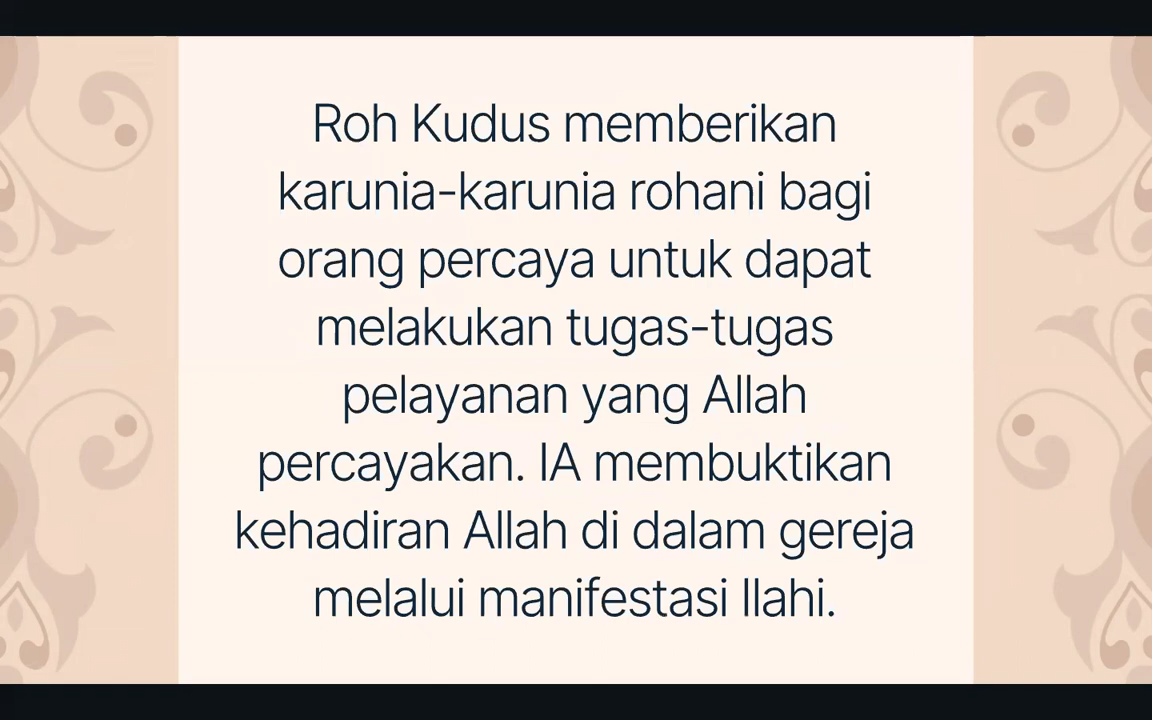 Roh Kudus memberikan
karunia-karunia rohani bagi
orang percaya untuk dapat
melakukan tugas-tugas
pelayanan yang Allah
percayakan. IA membuktikan
kehadiran Allah di dalam gereja
melalui manifestasi Ilahi.